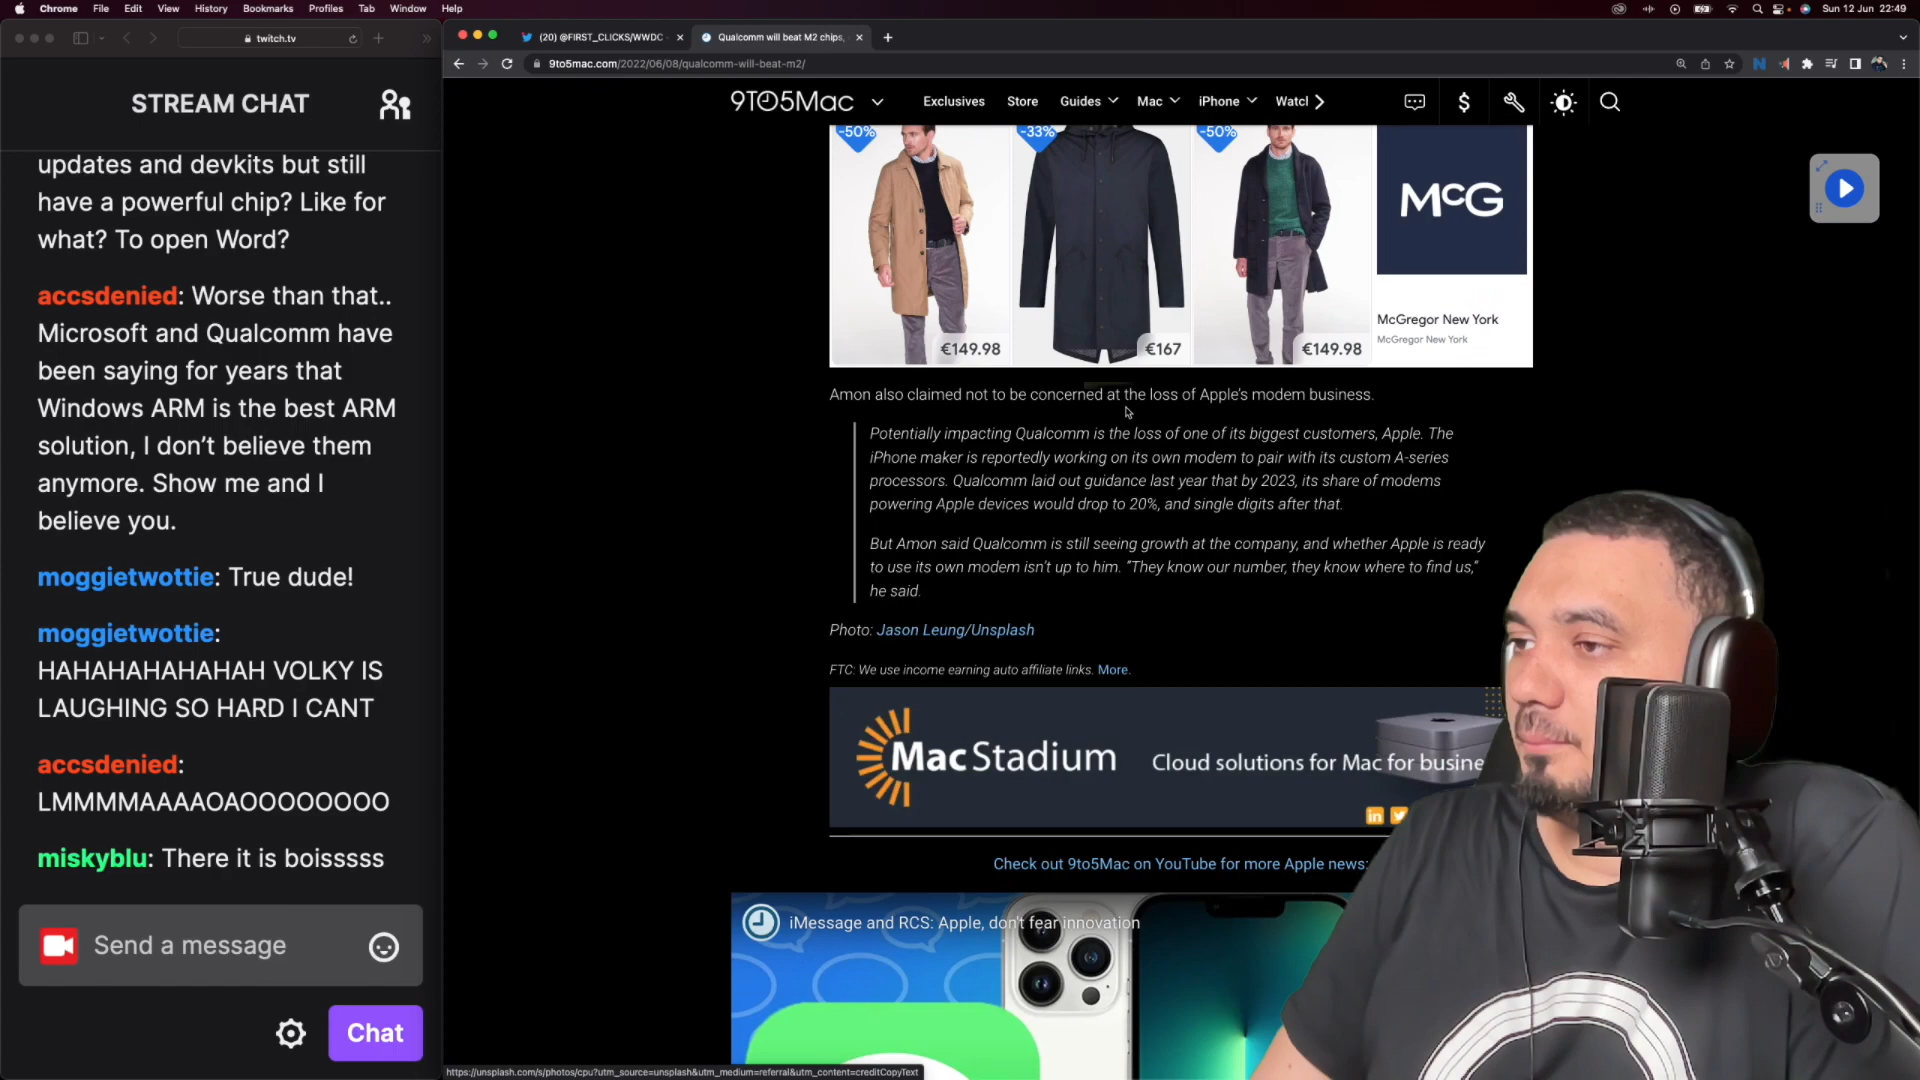 Chrome File Edit View History Bookmarks Profiles Tab Window Help
Sun 12 Jun 22:49
twitch.tv
(20) @FIRST_CLICKS/WWDC
Qualcomm will beat M2 chips,
9to5mac.com/2022/06/08/qualcomm-will-beat-m2/
STREAM CHAT
updates and devkits but still
have a powerful chip? Like for
what? To open Word?
accsdenied: Worse than that..
Microsoft and Qualcomm have
been saying for years that
Windows ARM is the best ARM
solution, I don’t believe them
anymore. Show me and I
believe you.
moggietwottie: True dude!
moggietwottie:
HAHAHAHAHAHAH VOLKY IS
LAUGHING SO HARD I CANT
accsdenied:
LMMMMAAAAOAOOOOOOOO
miskyblu: There it is boisssss
Send a message
Chat
9TO5Mac
Exclusives Store Guides Mac iPhone Watcl
-50%
-33%
-50%
€149.98
€167
€149.98
McG
McGregor New York
McGregor New York
Amon also claimed not to be concerned at the loss of Apple’s modem business.
Potentially impacting Qualcomm is the loss of one of its biggest customers, Apple. The
iPhone maker is reportedly working on its own modem to pair with its custom A-series
processors. Qualcomm laid out guidance last year that by 2023, its share of modems
powering Apple devices would drop to 20%, and single digits after that.
But Amon said Qualcomm is still seeing growth at the company, and whether Apple is ready
to use its own modem isn’t up to him. “They know our number, they know where to find us,”
he said.
Photo: Jason Leung/Unsplash
FTC: We use income earning auto affiliate links. More.
MacStadium
Cloud solutions for Mac for busine
in
Check out 9to5Mac on YouTube for more Apple news:
iMessage and RCS: Apple, don't fear innovation
https://unsplash.com/s/photos/cpu?utm_source=unsplash&utm_medium=referral&utm_content=creditCopyText